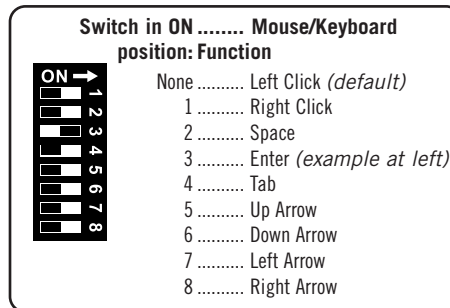 Switch in ON ........ Mouse/Keyboard
position: Function
ON →
1
2
3
4
5
6
7
8
None ......... Left Click (default)
1 .......... Right Click
2 .......... Space
3 .......... Enter (example at left)
4 .......... Tab
5 .......... Up Arrow
6 .......... Down Arrow
7 .......... Left Arrow
8 .......... Right Arrow